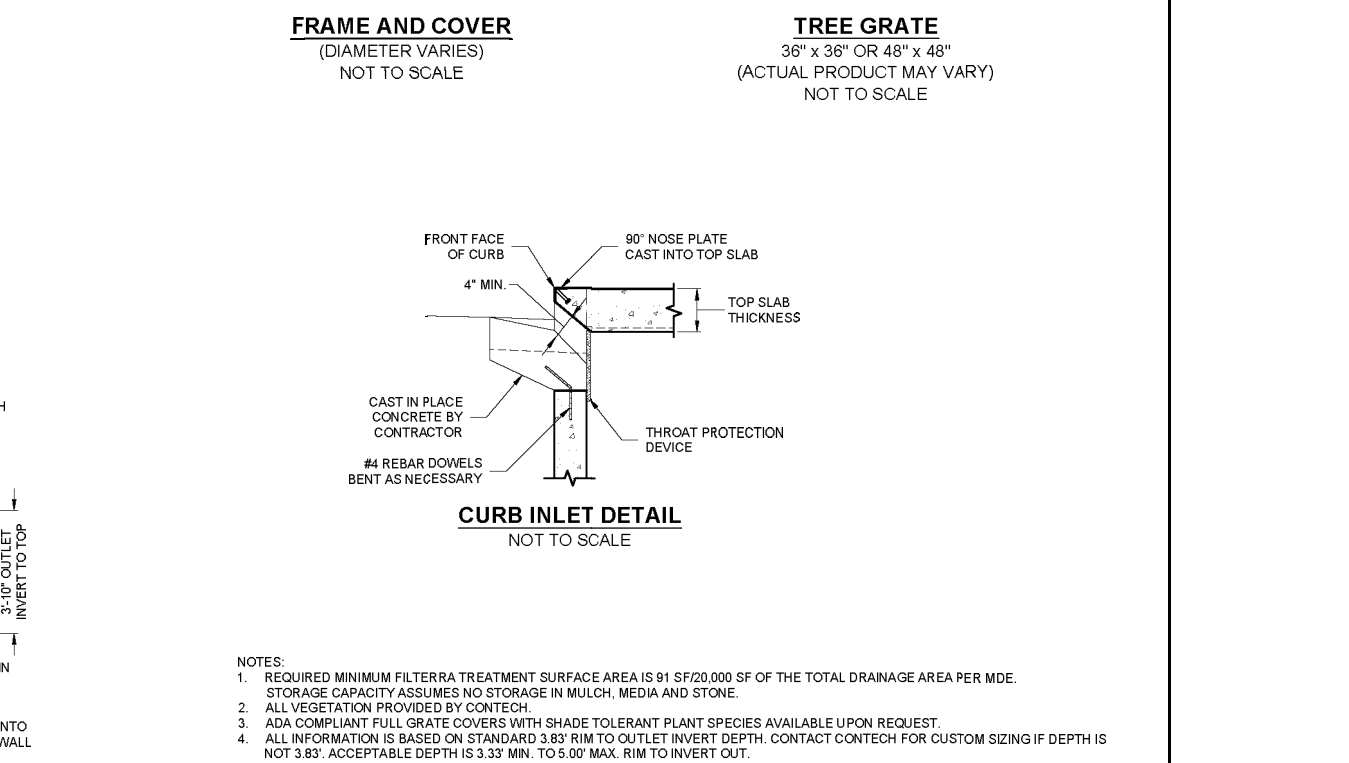 FRAME AND COVER
(DIAMETER VARIES)
NOT TO SCALE
TREE GRATE
36" x 36" OR 48" x 48"
(ACTUAL PRODUCT MAY VARY)
NOT TO SCALE
FRONT FACE
OF CURB
90° NOSE PLATE
CAST INTO TOP SLAB
4" MIN.
TOP SLAB
THICKNESS
CAST IN PLACE
CONCRETE BY
CONTRACTOR
THROAT PROTECTION
DEVICE
#4 REBAR DOWELS
BENT AS NECESSARY
CURB INLET DETAIL
NOT TO SCALE
H
3'-10" OUTLET
INVERT TO TOP
IN
NTO
WALL
NOTES:
1. REQUIRED MINIMUM FILTERRA TREATMENT SURFACE AREA IS 91 SF/20,000 SF OF THE TOTAL DRAINAGE AREA PER MDE.
STORAGE CAPACITY ASSUMES NO STORAGE IN MULCH, MEDIA AND STONE.
2. ALL VEGETATION PROVIDED BY CONTECH.
3. ADA COMPLIANT FULL GRATE COVERS WITH SHADE TOLERANT PLANT SPECIES AVAILABLE UPON REQUEST.
4. ALL INFORMATION IS BASED ON STANDARD 3.83' RIM TO OUTLET INVERT DEPTH. CONTACT CONTECH FOR CUSTOM SIZING IF DEPTH IS
NOT 3.83'. ACCEPTABLE DEPTH IS 3.33' MIN. TO 5.00' MAX. RIM TO INVERT OUT.